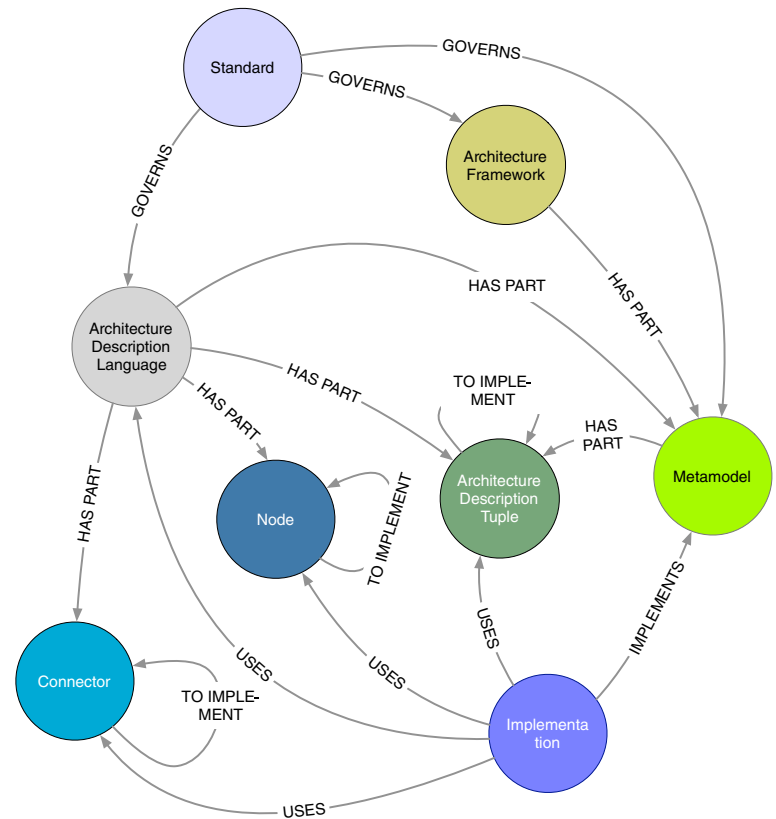 GOVERNS
Standard
GOVERNS
Architecture
Framework
GOVERNS
HAS PART
HAS PART
Architecture
Description
Language
HAS PART
TO IMPLE-
MENT
HAS PART
HAS
PART
Metamodel
Architecture
Description
Tuple
Node
TO IMPLEMENT
HAS PART
USES
IMPLEMENTS
USES
USES
Connector
TO IMPLE-
MENT
Implementa
tion
USES